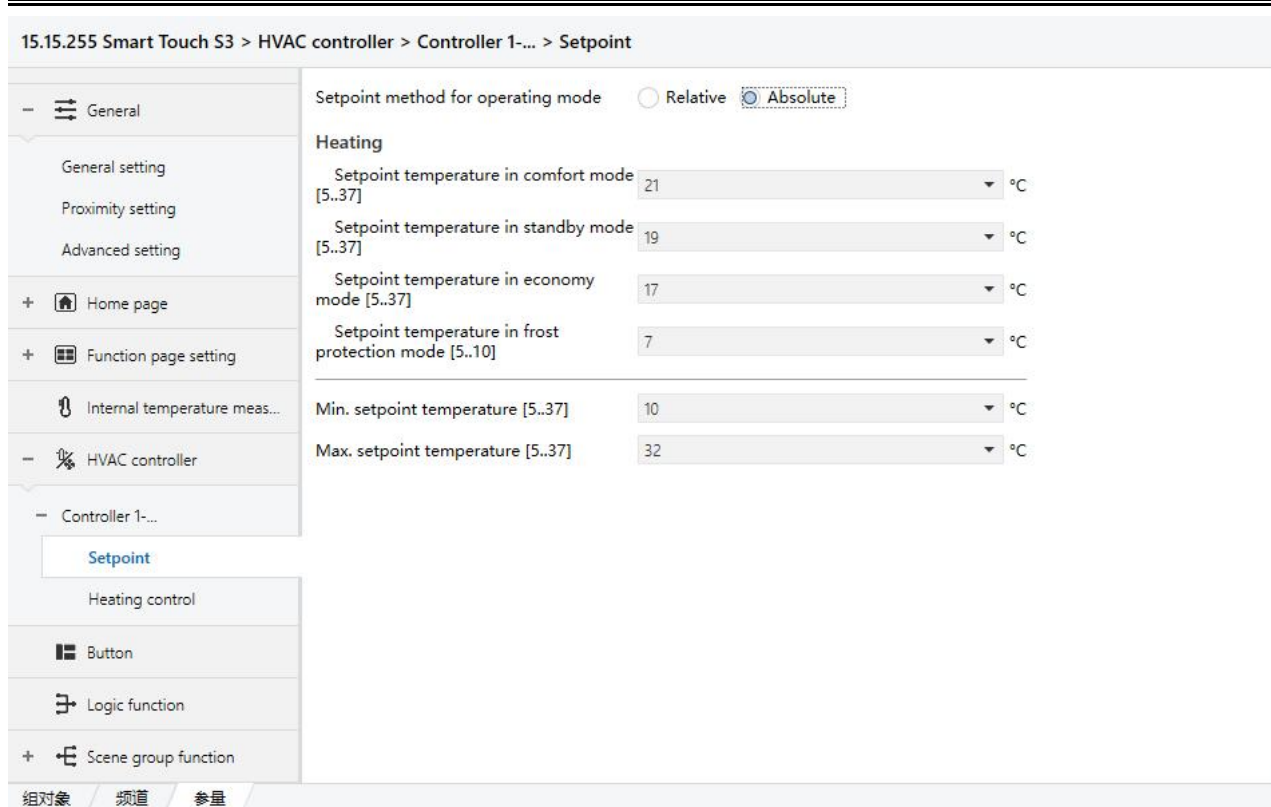 15.15.255 Smart Touch S3 > HVAC controller > Controller 1-... > Setpoint
General
General setting
Proximity setting
Advanced setting
Home page
Function page setting
Internal temperature meas...
HVAC controller
Controller 1-...
Setpoint
Heating control
Button
Logic function
Scene group function
Setpoint method for operating mode Relative Absolute
Heating
Setpoint temperature in comfort mode
[5..37] 21 °C
Setpoint temperature in standby mode
[5..37] 19 °C
Setpoint temperature in economy
mode [5..37] 17 °C
Setpoint temperature in frost
protection mode [5..10] 7 °C
Min. setpoint temperature [5..37] 10 °C
Max. setpoint temperature [5..37] 32 °C
组对象 频道 参量